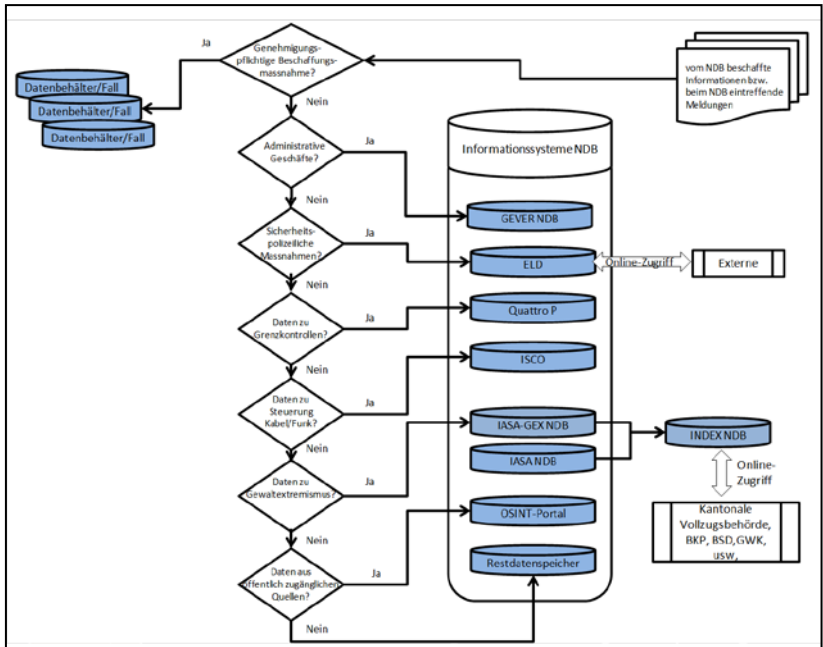 Ja
Genehmigungs-
pflichtige Beschaffungs-
massnahme?
vom NDB beschaffte
Informationen bzw.
beim NDB eintreffende
Meldungen
Datenbehälter/Fall
Datenbehälter/Fall
Datenbehälter/Fall
Nein
Informationssysteme NDB
Administrative
Geschäfte?
Ja
GEVER NDB
Nein
Sicherheits-
polizeiliche
Massnahmen?
Ja
ELD
Online-Zugriff
Externe
Nein
Daten zu
Grenzkontrollen?
Ja
Quattro P
Nein
ISCO
Daten zu
Steuerung
Kabel/Funk?
Ja
IASA-GEX NDB
INDEX NDB
Nein
IASA NDB
Daten zu
Gewaltextremismus?
Ja
Online-
Zugriff
OSINT-Portal
Kantonale
Vollzugsbehörde,
BKP, BSD,GWK,
usw,
Nein
Restdatenspeicher
Daten aus
öffentlich zugänglichen
Quellen?
Ja
Nein